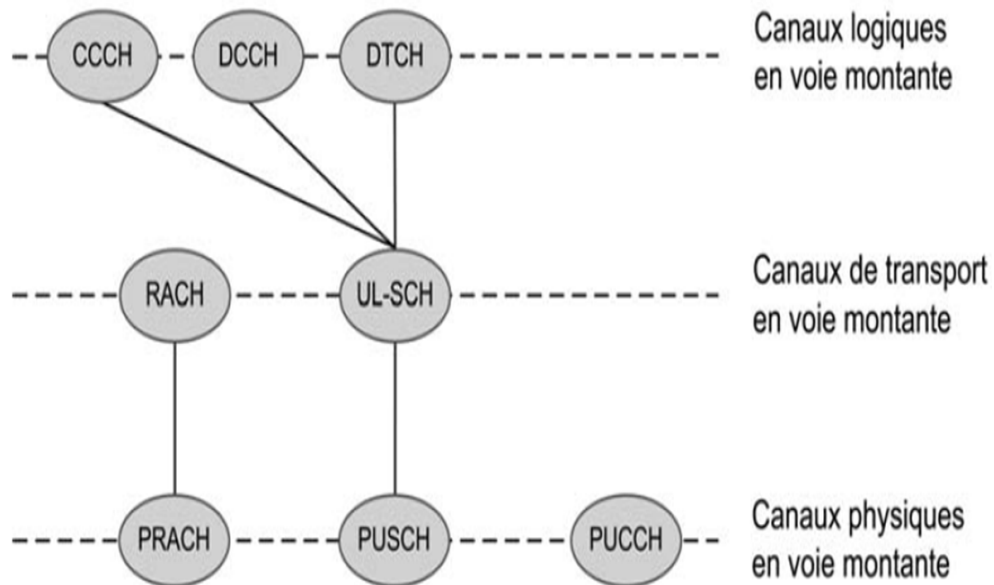 CCCH DCCH DTCH
Canaux logiques
en voie montante
RACH UL-SCH
Canaux de transport
en voie montante
PRACH PUSCH PUCCH
Canaux physiques
en voie montante